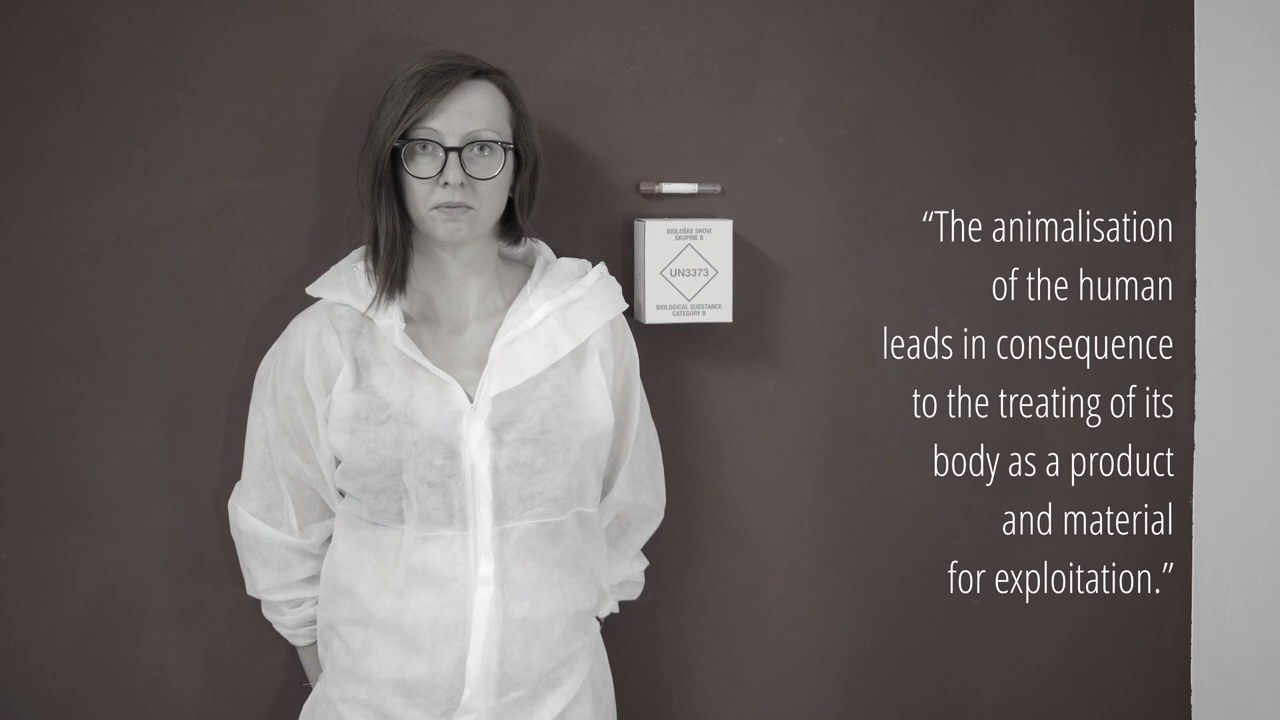 BIOLOŠKE SNOVI
SKUPINE B
UN3373
BIOLOGICAL SUBSTANCE
CATEGORY B
“The animalisation
of the human
leads in consequence
to the treating of its
body as a product
and material
for exploitation.”